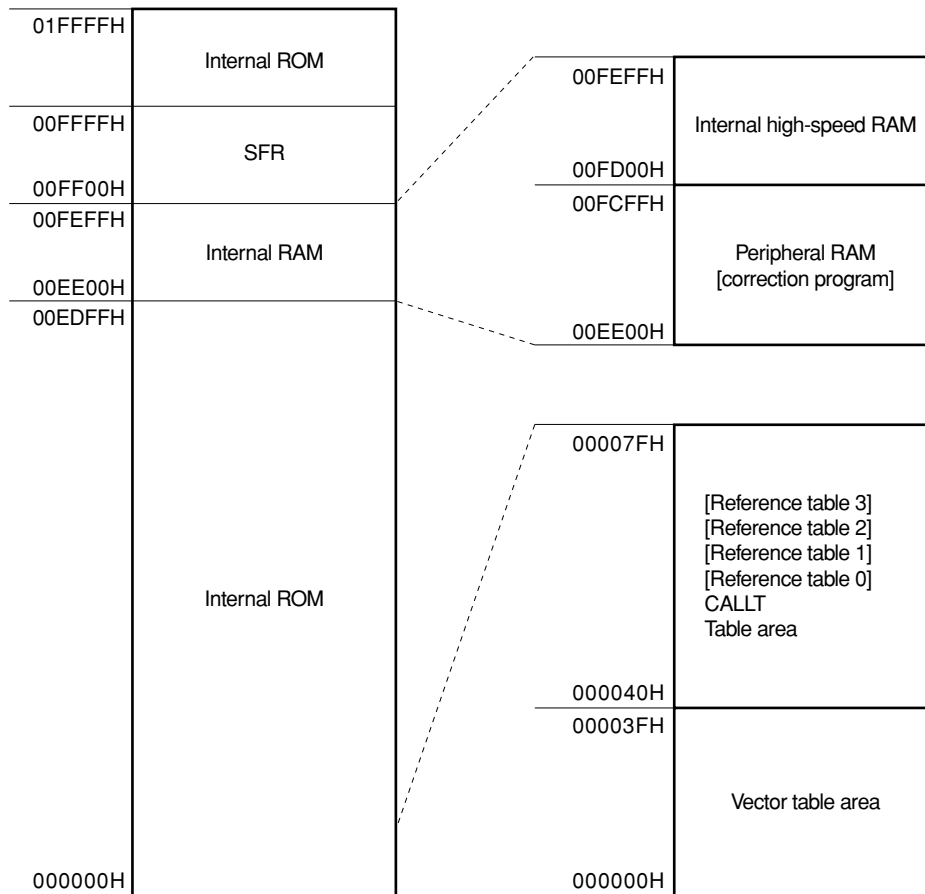 01FFFFH
Internal ROM
00FFFFH
SFR
00FF00H
00FEFFH
Internal RAM
00EE00H
00EDFFH
Internal ROM
000000H
00FEFFH
Internal high-speed RAM
00FD00H
00FCFFH
Peripheral RAM
[correction program]
00EE00H
00007FH
[Reference table 3]
[Reference table 2]
[Reference table 1]
[Reference table 0]
CALLT
Table area
000040H
00003FH
Vector table area
000000H